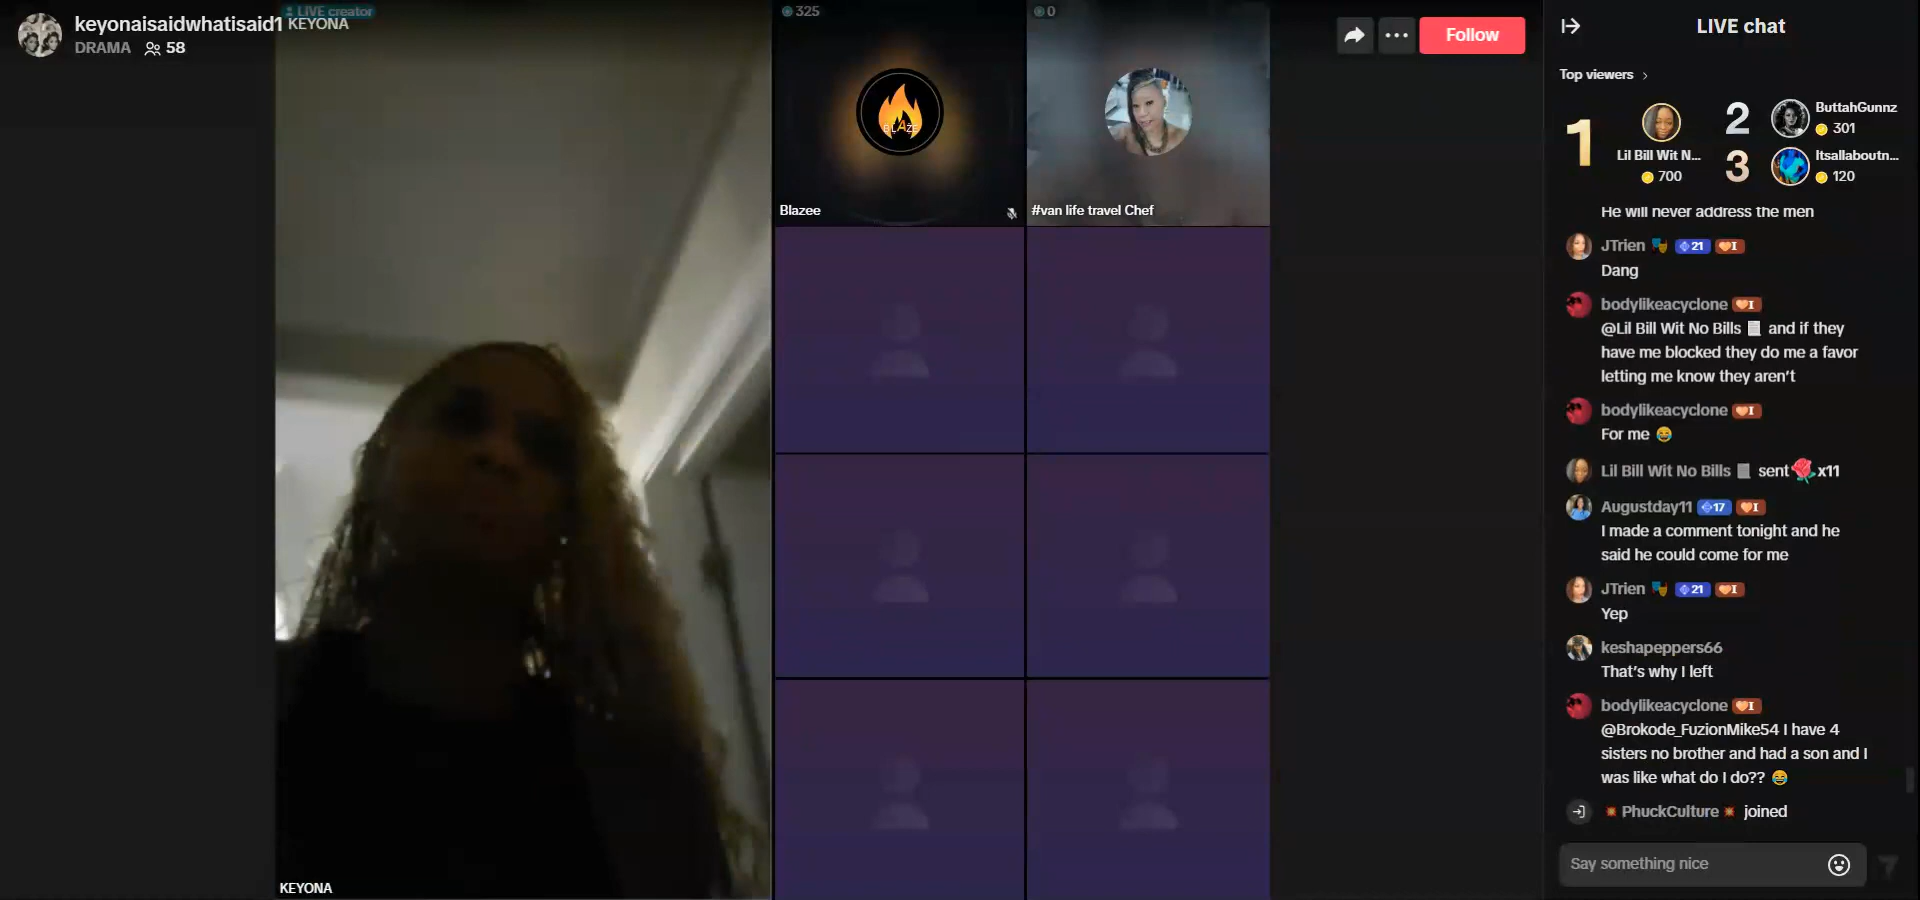 keyonaisaidwhatisaid1
DRAMA 58
LIVE creator
KEYONA
325
0
BLAZE
Blazee
#van life travel Chef
Follow
KEYONA
LIVE chat
Top viewers
1
Lil Bill Wit N...
700
2
ButtahGunnz
301
3
Itsallaboutn...
120
He will never address the men
JTrien 21 I
Dang
bodylikeacyclone I
@Lil Bill Wit No Bills and if they
have me blocked they do me a favor
letting me know they aren't
bodylikeacyclone I
For me 😂
Lil Bill Wit No Bills sent x11
Augustday11 17 I
I made a comment tonight and he
said he could come for me
JTrien 21 I
Yep
keshapeppers66
That's why I left
bodylikeacyclone I
@Brokode_FuzionMike54 I have 4
sisters no brother and had a son and I
was like what do I do?? 😂
PhuckCulture joined
Say something nice